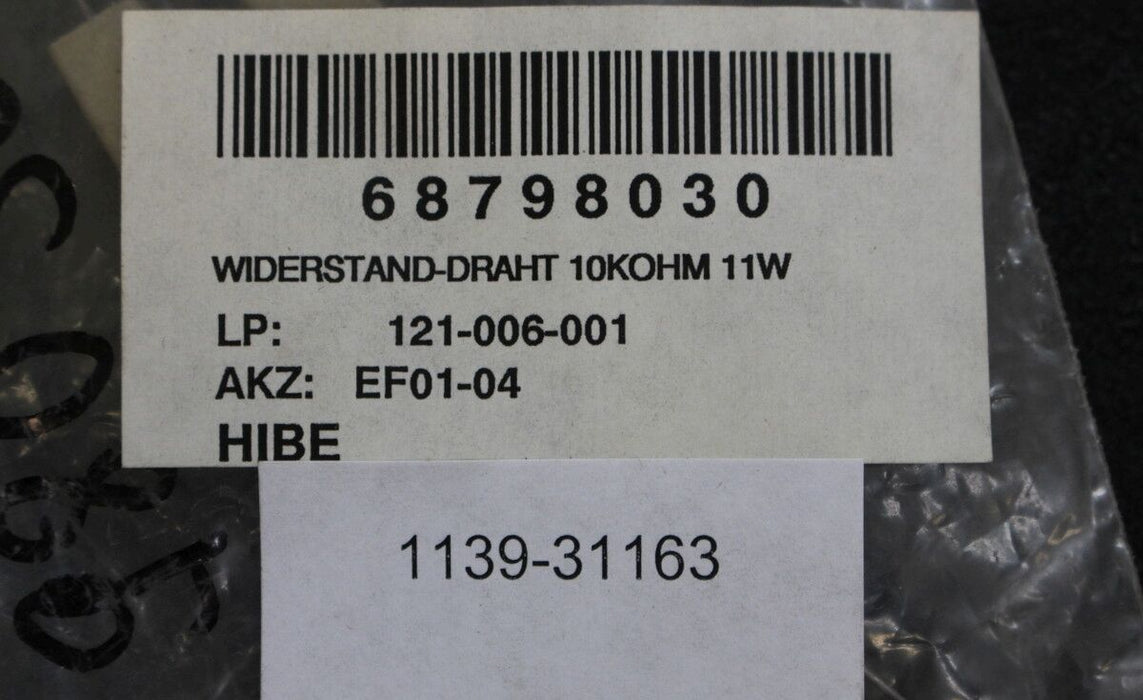 68798030
WIDERSTAND-DRAHT 10KOHM 11W
LP: 121-006-001
AKZ: EF01-04
HIBE
1139-31163